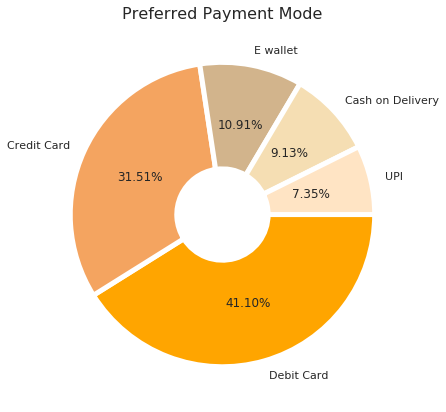 Preferred Payment Mode
E wallet
Cash on Delivery
10.91%
Credit Card
9.13%
31.51%
UPI
7.35%
41.10%
Debit Card